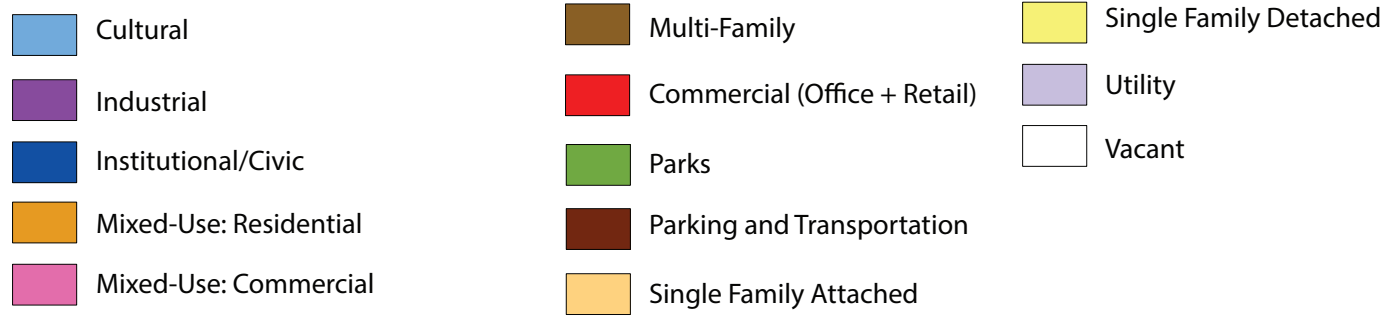 Cultural
Industrial
Institutional/Civic
Mixed-Use: Residential
Mixed-Use: Commercial
Multi-Family
Commercial (Office + Retail)
Parks
Parking and Transportation
Single Family Attached
Single Family Detached
Utility
Vacant